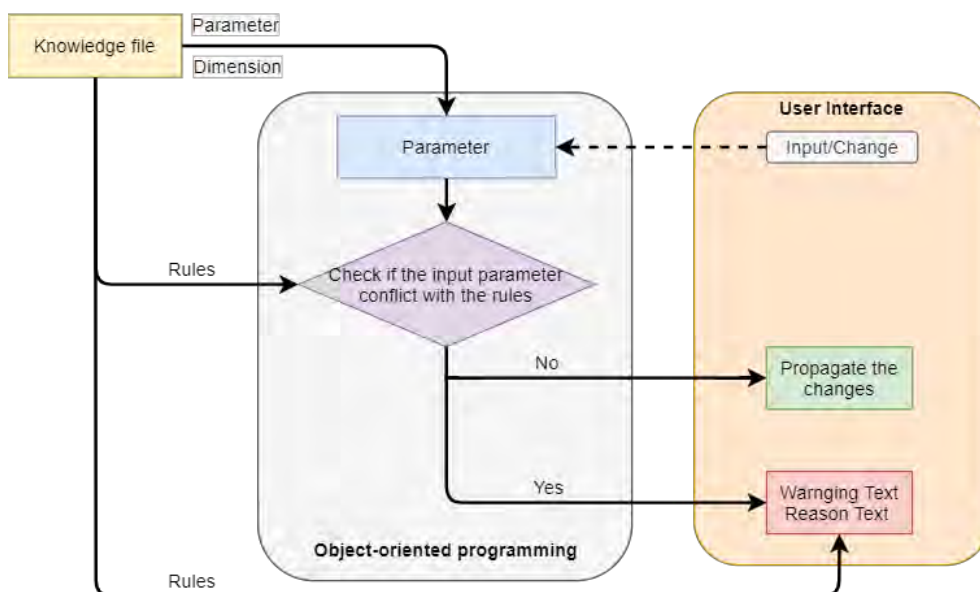 Knowledge file
Parameter
Dimension
User Interface
Parameter
Input/Change
Rules
Check if the input parameter
conflict with the rules
No
Propagate the
changes
Yes
Warnging Text
Reason Text
Object-oriented programming
Rules